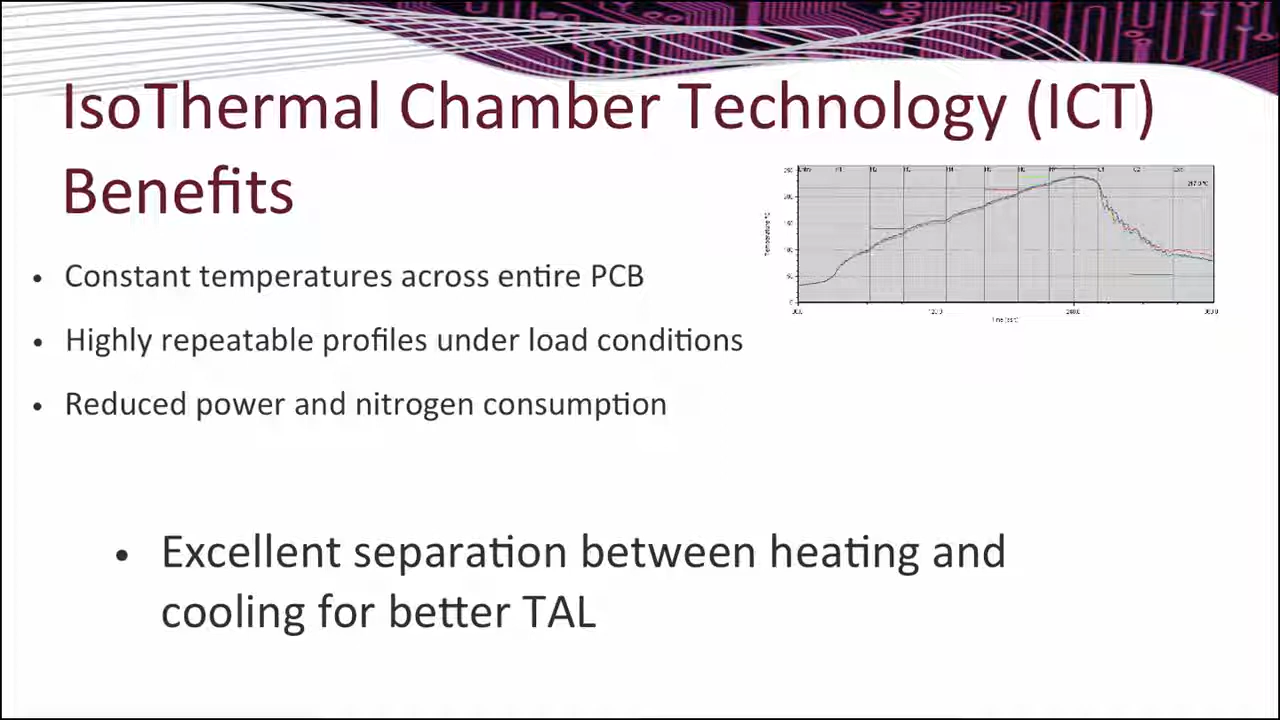 IsoThermal Chamber Technology (ICT)
Benefits
• Constant temperatures across entire PCB
• Highly repeatable profiles under load conditions
• Reduced power and nitrogen consumption
• Excellent separation between heating and
cooling for better TAL
Temperature °C